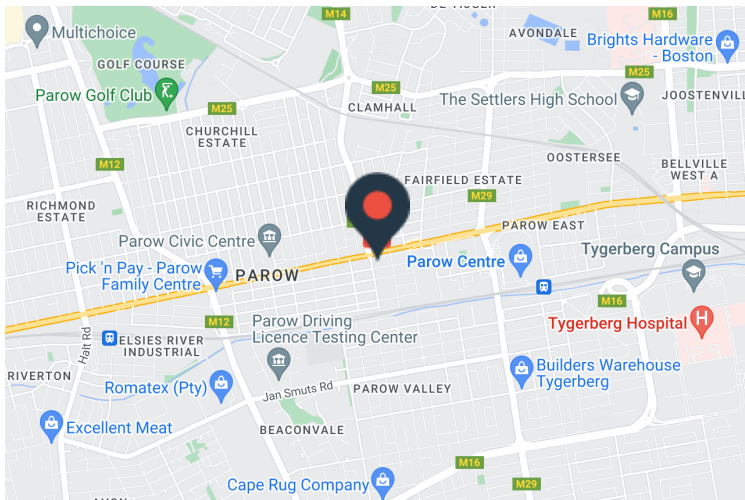 DE TIJGER
M14
M16
Multichoice
AVONDALE
Brights Hardware
- Boston
GOLF COURSE
M25
Parow Golf Club
M25
M25
JOOSTENVILL
CLAMHALL
The Settlers High School
CHURCHILL
ESTATE
M12
OOSTERSEE
BELLVILLE
WEST A
FAIRFIELD ESTATE
M29
RICHMOND
ESTATE
PAROW EAST
Parow Civic Centre
Tygerberg Campus
Parow Centre
Pick 'n Pay - Parow
Family Centre
PAROW
M16
M12
Parow Driving
Licence Testing Center
Tygerberg Hospital
H
Halt Rd
ELSIES RIVER
INDUSTRIAL
RIVERTON
Romatex (Pty)
Jan Smuts Rd
PAROW VALLEY
Builders Warehouse
Tygerberg
Excellent Meat
BEACONVALE
M16
Cape Rug Company
M29